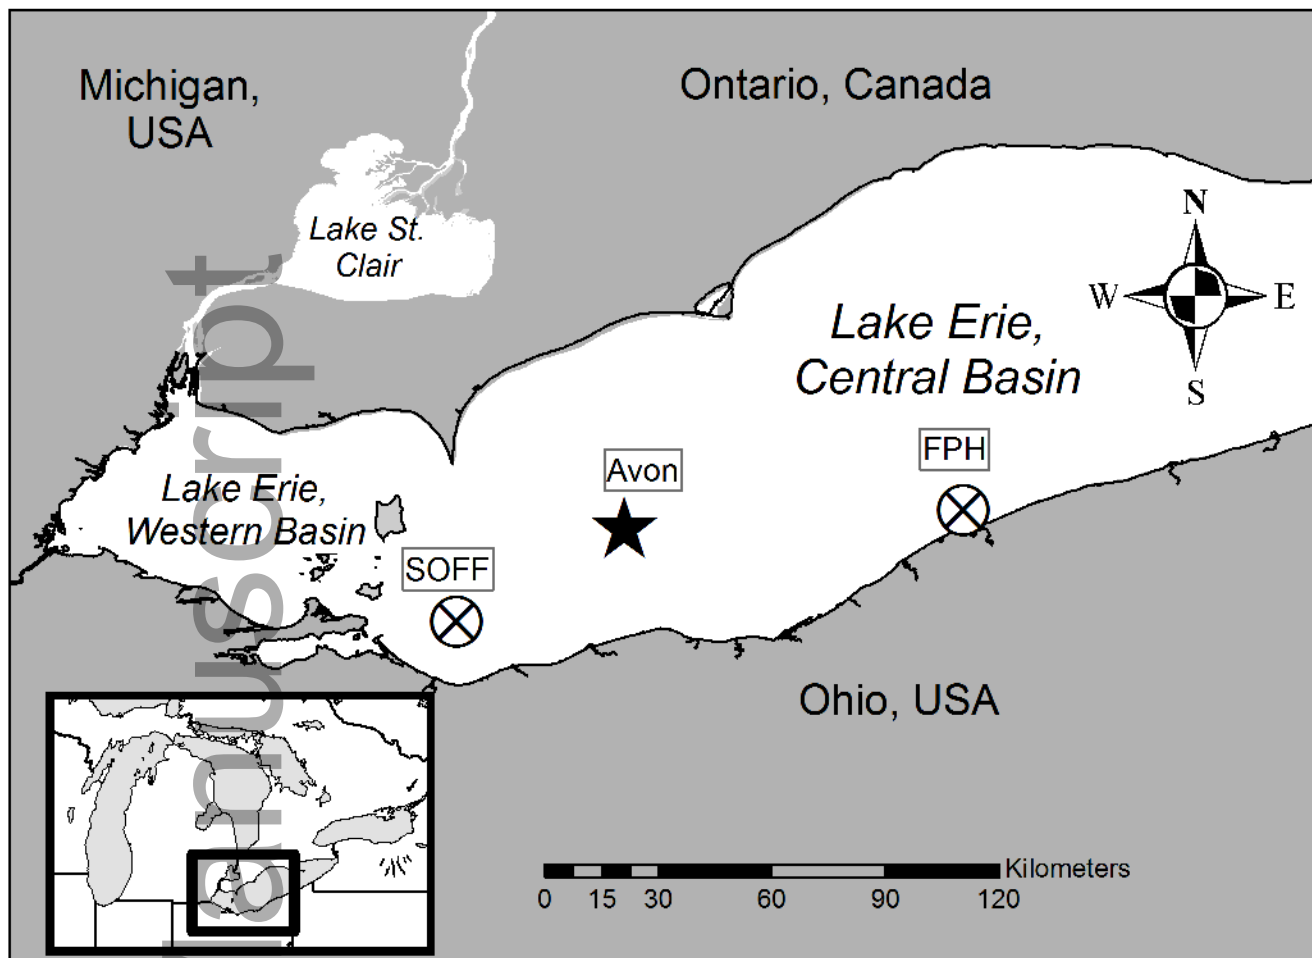 Michigan,
USA
Ontario, Canada
Lake St.
Clair
N
W
E
S
Lake Erie,
Central Basin
Avon
FPH
Lake Erie,
Western Basin
SOFF
Ohio, USA
Kilometers
0 15 30 60 90 120
anuscript